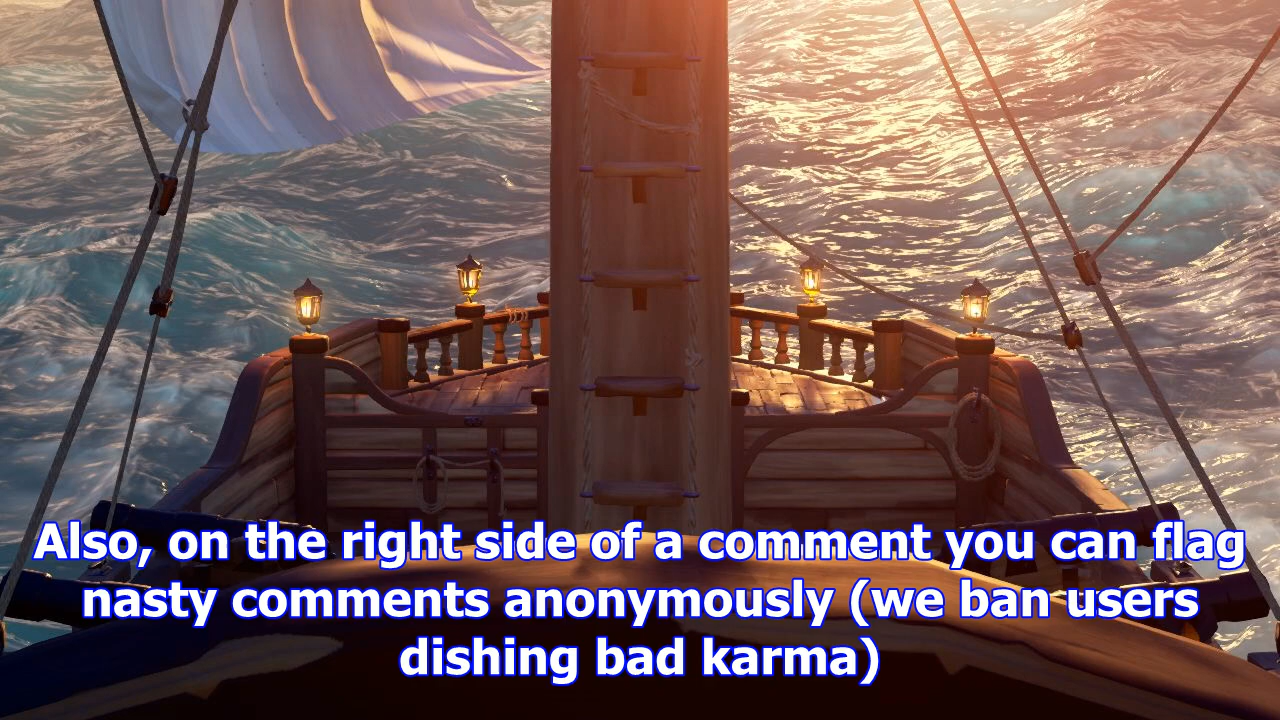 Also, on the right side of a comment you can flag
nasty comments anonymously (we ban users
dishing bad karma)